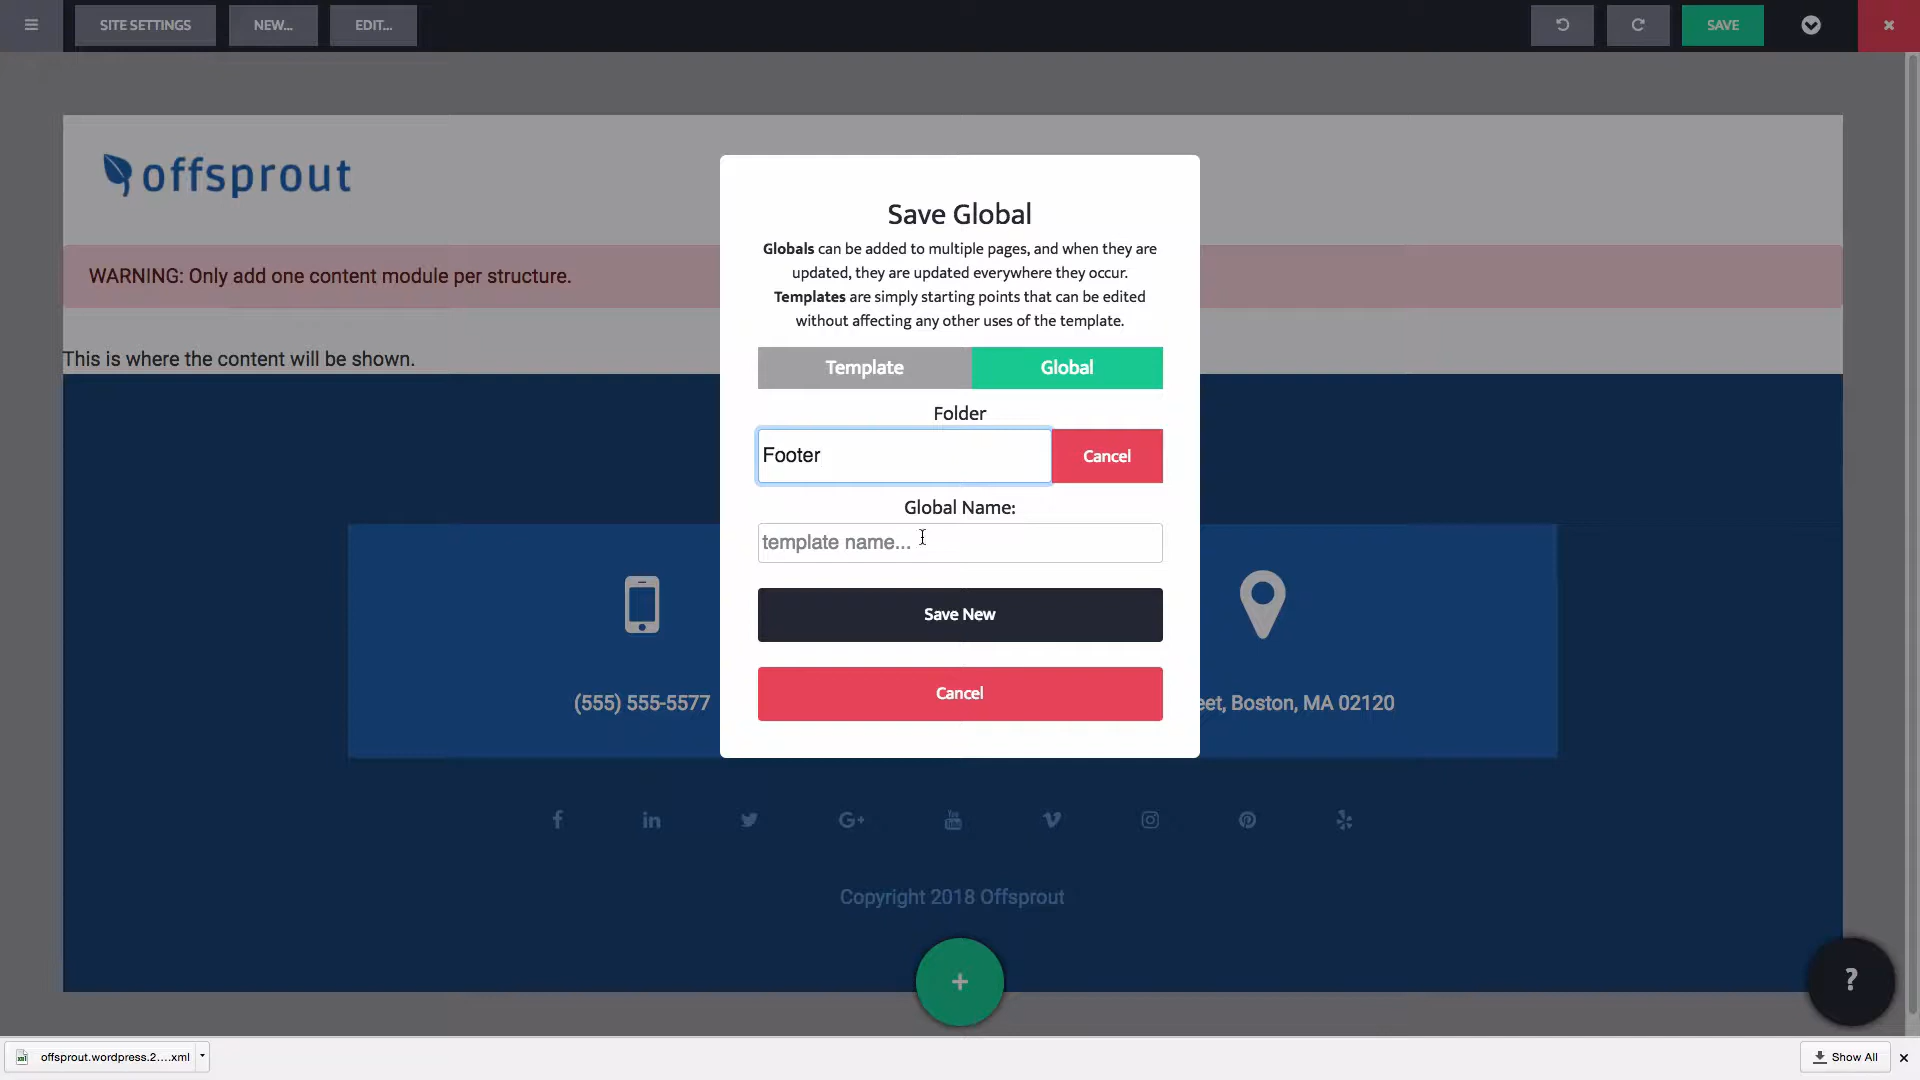 SITE SETTINGS
NEW...
EDIT...
SAVE
offsprout
Save Global
Globals can be added to multiple pages, and when they are
updated, they are updated everywhere they occur.
Templates are simply starting points that can be edited
without affecting any other uses of the template.
WARNING: Only add one content module per structure.
This is where the content will be shown.
Template
Global
Folder
Footer
Cancel
Global Name:
template name...
Save New
Cancel
(555) 555-5577
Boston, MA 02120
G+
You
Copyright 2018 Offsprout
+
?
offsprout.wordpress.2....xml
Show All